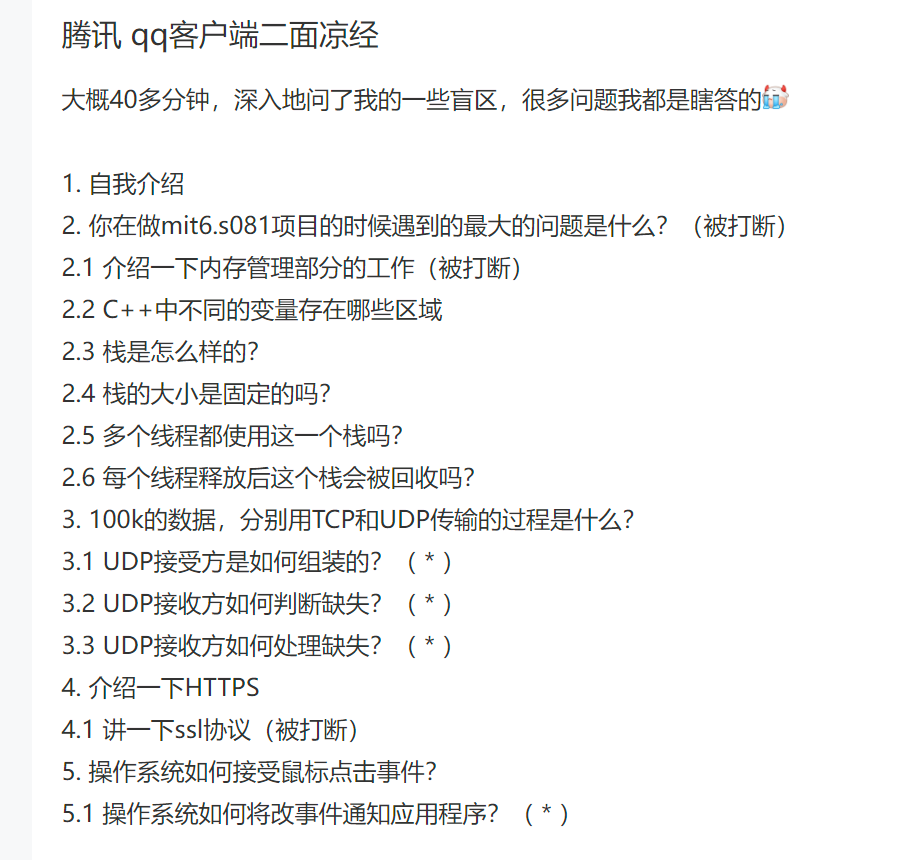 腾讯 qq客户端二面凉经
大概40多分钟，深入地问了我的一些盲区，很多问题我都是瞎答的
1. 自我介绍
2. 你在做mit6.s081项目的时候遇到的最大的问题是什么？（被打断）
2.1 介绍一下内存管理部分的工作（被打断）
2.2 C++中不同的变量存在哪些区域
2.3 栈是怎么样的？
2.4 栈的大小是固定的吗？
2.5 多个线程都使用这一个栈吗？
2.6 每个线程释放后这个栈会被回收吗？
3. 100k的数据，分别用TCP和UDP传输的过程是什么？
3.1 UDP接受方是如何组装的？（ * ）
3.2 UDP接收方如何判断缺失？（ * ）
3.3 UDP接收方如何处理缺失？（ * ）
4. 介绍一下HTTPS
4.1 讲一下ssl协议（被打断）
5. 操作系统如何接受鼠标点击事件？
5.1 操作系统如何将改事件通知应用程序？（ * ）